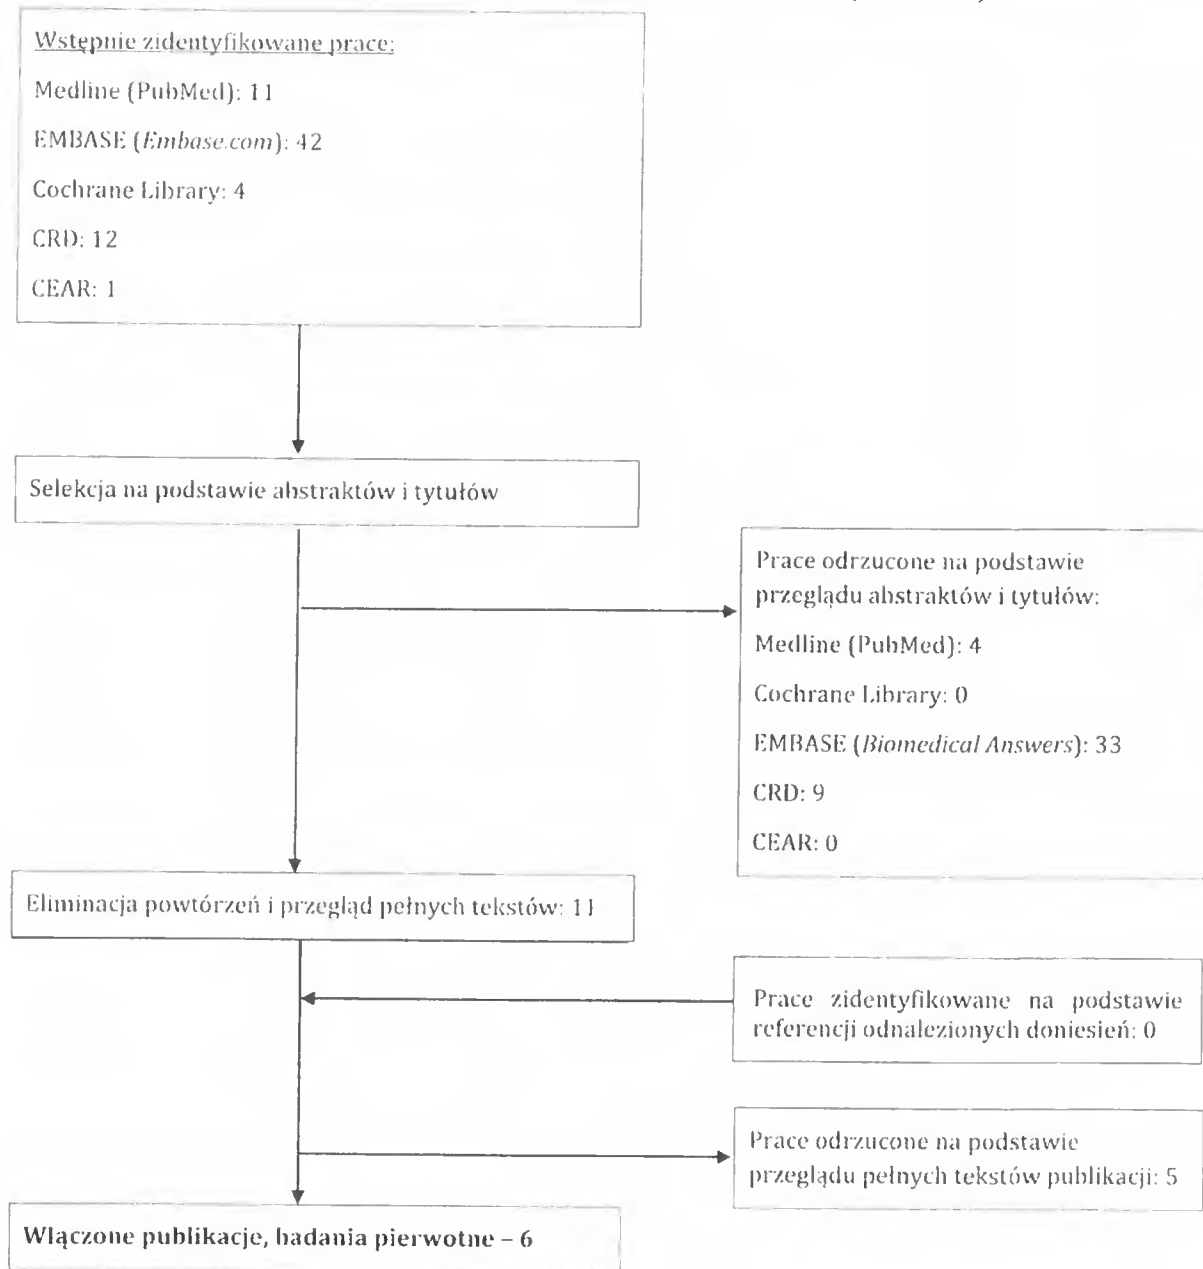 Wstępnie zidentyfikowane prace:
Medline (PubMed): 11
EMBASE (Embase.com): 42
Cochrane Library: 4
CRD: 12
CEAR: 1
Selekcja na podstawie abstraktów i tytułów
Prace odrzucone na podstawie
przeglądu abstraktów i tytułów:
Medline (PubMed): 4
Cochrane Library: 0
EMBASE (Biomedical Answers): 33
CRD: 9
CEAR: 0
Eliminacja powtórzeń i przegląd pełnych tekstów: 11
Prace zidentyfikowane na podstawie
referencji odnalezionych doniesień: 0
Prace odrzucone na podstawie
przeglądu pełnych tekstów publikacji: 5
Włączone publikacje, badania pierwotne – 6